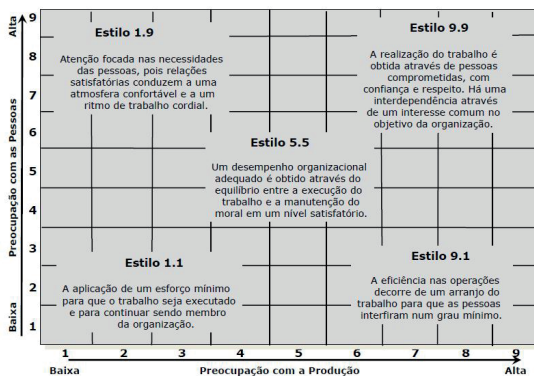 Alta
Preocupação com as Pessoas
Baixa
9
8
7
6
5
4
3
2
1
Estilo 1.9
Atenção focada nas necessidades
das pessoas, pois relações
satisfatórias conduzem a uma
atmosfera confortável e a um
ritmo de trabalho cordial.
Estilo 9.9
A realização do trabalho é
obtida através de pessoas
comprometidas, com
confiança e respeito. Há uma
interdependência através
de um interesse comum no
objetivo da organização.
Estilo 5.5
Um desempenho organizacional
adequado é obtido através do
equilíbrio entre a execução do
trabalho e a manutenção do
moral em um nível satisfatório.
Estilo 1.1
A aplicação de um esforço mínimo
para que o trabalho seja executado
e para continuar sendo membro
da organização.
Estilo 9.1
A eficiência nas operações
decorre de um arranjo do
trabalho para que as pessoas
interfiram num grau mínimo.
1 2 3 4 5 6 7 8 9
Baixa Preocupação com a Produção Alta